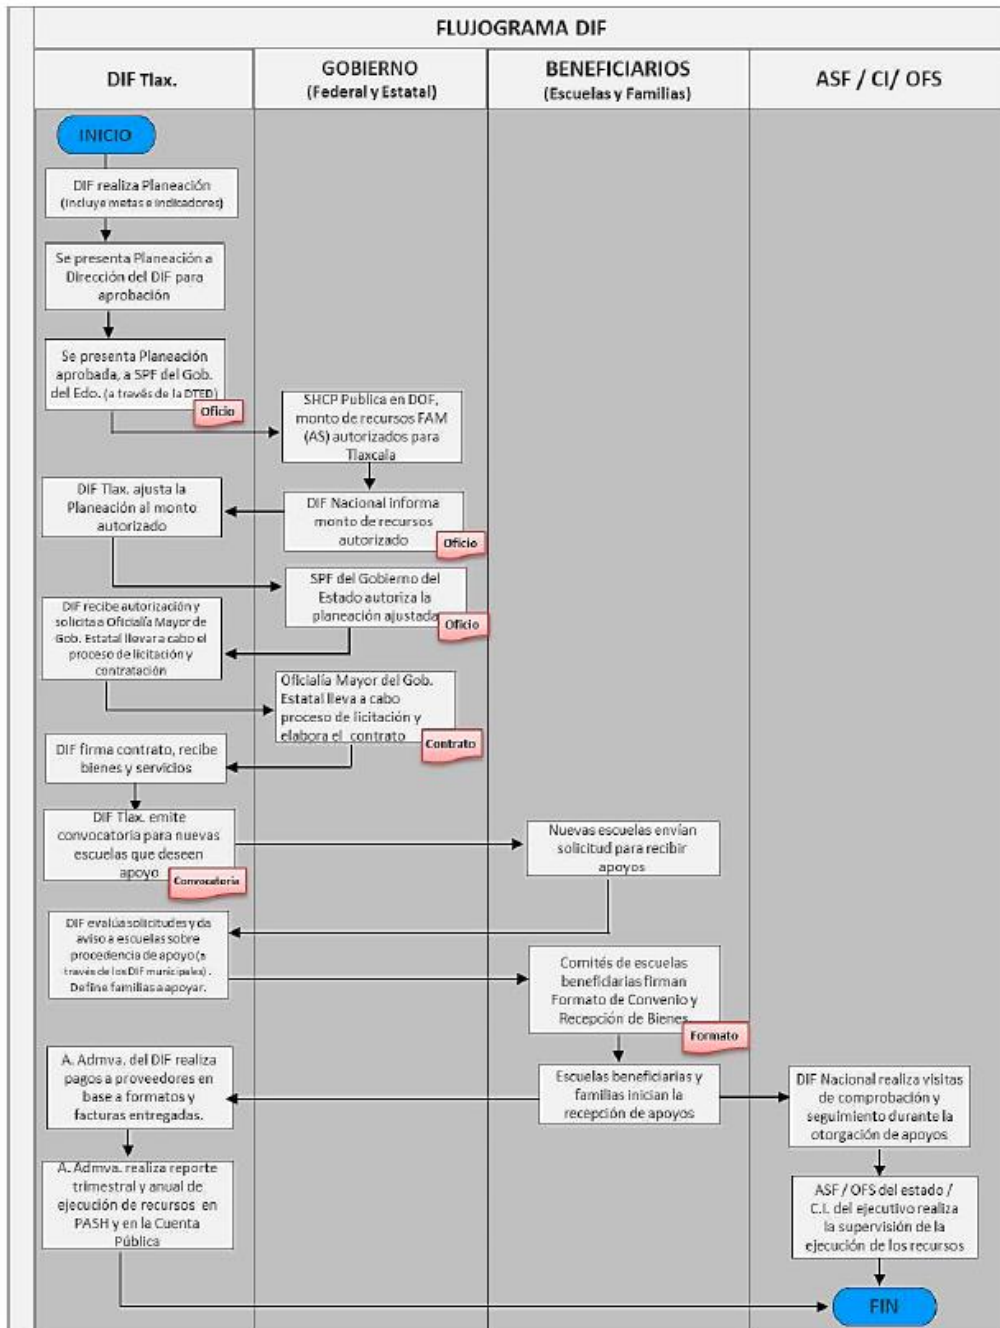 FLUJOGRAMA DIF
DIF Tlax.
GOBIERNO
(Federal y Estatal)
BENEFICIARIOS
(Escuelas y Familias)
ASF / CI/ OFS
INICIO
DIF realiza Planeación
(incluye metas e indicadores)
Se presenta Planeación a
Dirección del DIF para
aprobación
Se presenta Planeación
aprobada, a SPF del Gob.
del Edo. (a través de la DTED)
Oficio
SHCP Publica en DOF,
monto de recursos FAM
(AS) autorizados para
Tlaxcala
DIF Nacional informa
monto de recursos
autorizado
Oficio
DIF Tlax. ajusta la
Planeación al monto
autorizado
SPF del Gobierno del
Estado autoriza la
planeación ajustada
Oficio
DIF recibe autorización y
solicita a Oficialía Mayor de
Gob. Estatal llevar a cabo el
proceso de licitación y
contratación
Oficialía Mayor del Gob.
Estatal lleva a cabo
proceso de licitación y
elabora el contrato
Contrato
DIF firma contrato, recibe
bienes y servicios
DIF Tlax. emite
convocatoria para nuevas
escuelas que deseen
apoyo
Convocatoria
Nuevas escuelas envían
solicitud para recibir
apoyos
DIF evalúa solicitudes y da
aviso a escuelas sobre
procedencia de apoyo (a
través de los DIF municipales) .
Define familias a apoyar.
Comités de escuelas
beneficiarias firman
Formato de Convenio y
Recepción de Bienes.
Formato
Escuelas beneficiarias y
familias inician la
recepción de apoyos
A. Admva. del DIF realiza
pagos a proveedores en
base a formatos y
facturas entregadas.
DIF Nacional realiza visitas
de comprobación y
seguimiento durante la
otorgación de apoyos
A. Admva. realiza reporte
trimestral y anual de
ejecución de recursos en
PASH y en la Cuenta
Pública
ASF / OFS del estado /
C.I. del ejecutivo realiza
la supervisión de la
ejecución de los recursos
FIN